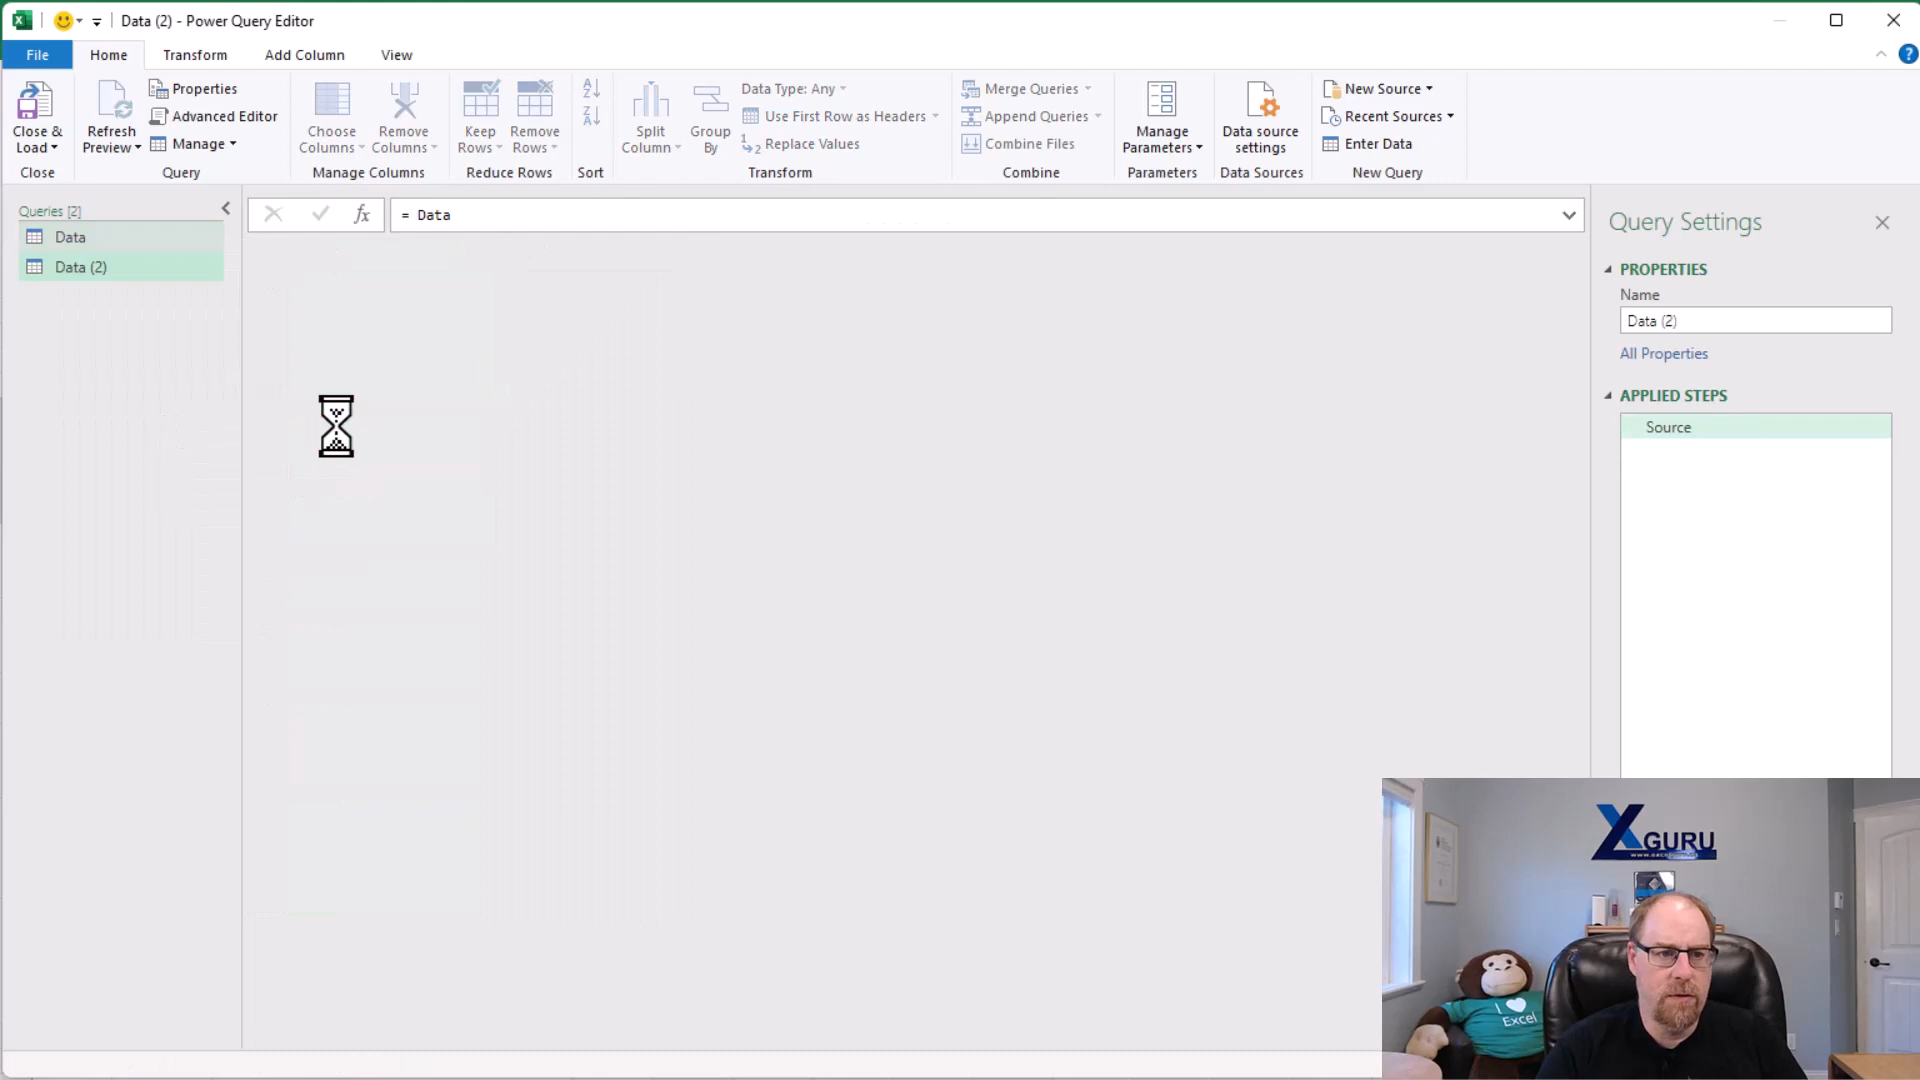 Data (2) - Power Query Editor
File
Home
Transform
Add Column
View
Close &
Load
Close
Refresh
Preview
Properties
Advanced Editor
Manage
Query
Choose
Columns
Remove
Columns
Manage Columns
Keep
Rows
Remove
Rows
Reduce Rows
Sort
Split
Column
Group
By
Data Type: Any
Use First Row as Headers
Replace Values
Transform
Merge Queries
Append Queries
Combine Files
Combine
Manage
Parameters
Parameters
Data source
settings
Data Sources
New Source
Recent Sources
Enter Data
New Query
Queries [2]
Data
Data (2)
fx
= Data
Query Settings
PROPERTIES
Name
Data (2)
All Properties
APPLIED STEPS
Source
XGURU
I
Excel